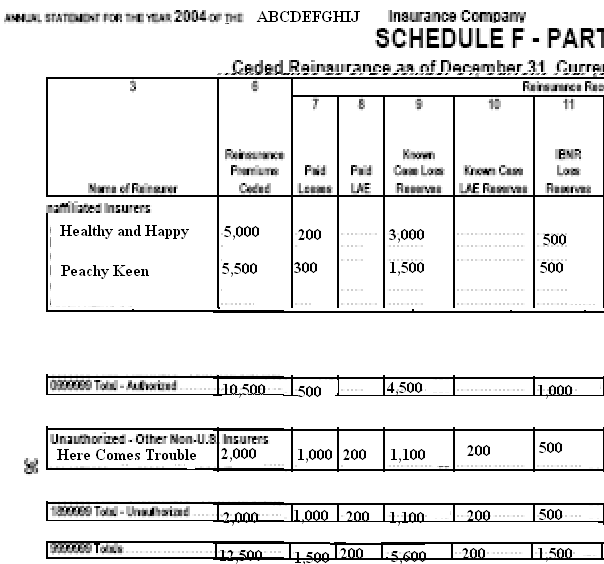 ANNUAL STATEMENT FOR THE YEAR 2004 OF THE ABCDEFGHIJ Insurance Company
SCHEDULE F - PART
Ceded Reinsurance as of December 31 Curre
3 6 Reinsurance Rec
7 8 9 10 11
Name of Reinsurer Reinsurance Premiums Ceded Paid Losses Paid LAE Known Case Loss Reserves Known Case LAE Reserves IBNR Loss Reserves
naffiliated Insurers
Healthy and Happy 5,000 200 3,000 500
Peachy Keen 5,500 300 1,500 500
0999999 Total - Authorized 10,500 500 4,500 1,000
Unauthorized - Other Non-U.S. Insurers
Here Comes Trouble 2,000 1,000 200 1,100 200 500
1899999 Total - Unauthorized 2,000 1,000 200 1,100 200 500
9999999 Totals 12,500 1,500 200 5,600 200 1,500